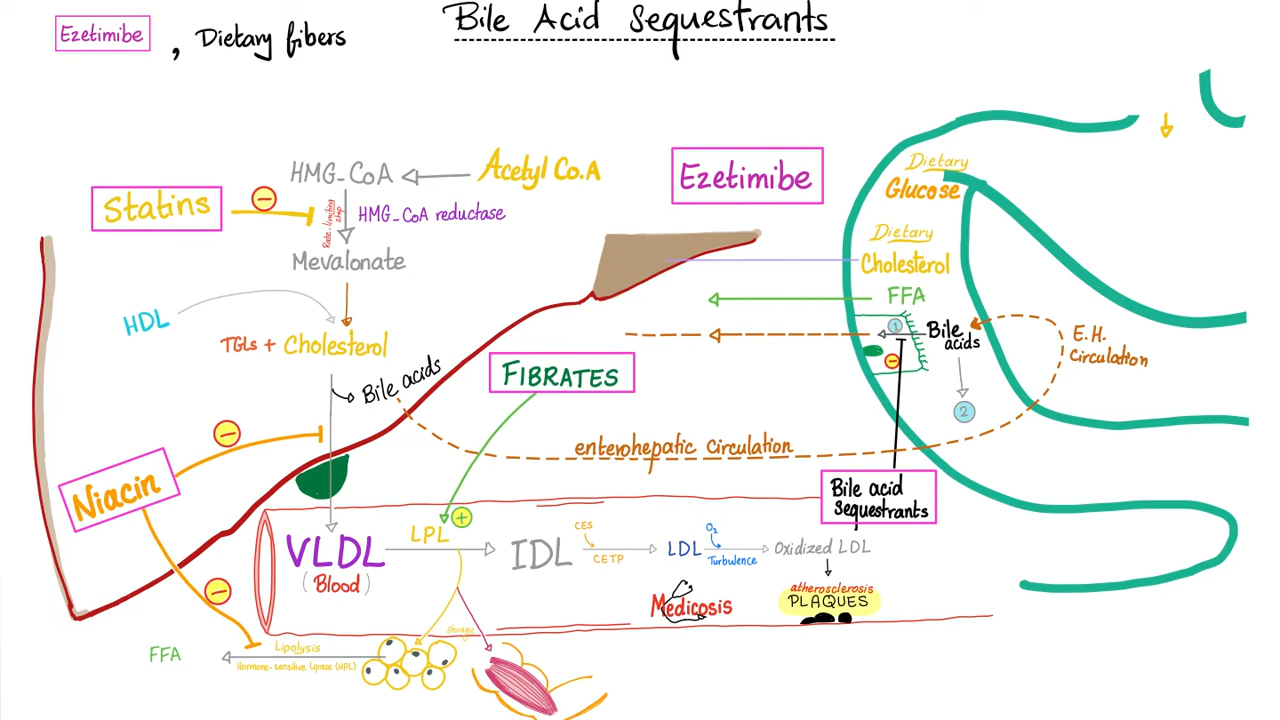 Bile Acid Sequestrants
Ezetimibe
, Dietary fibers
HMG-CoA
Acetyl Co.A
Statins
Rate-limiting
step
HMG-CoA reductase
Mevalonate
HDL
TGLs + Cholesterol
Bile acids
Niacin
FIBRATES
Ezetimibe
Dietary
Glucose
Dietary
Cholesterol
FFA
1
Bile
acids
2
E.H.
Circulation
enterohepatic circulation
Bile acid
Sequestrants
VLDL
(Blood)
LPL
IDL
CES
CETP
LDL
O₂
Turbulence
Oxidized LDL
atherosclerosis
PLAQUES
Medicosis
storage
FFA
Lipolysis
Hormone-sensitive Lipase (HPL)